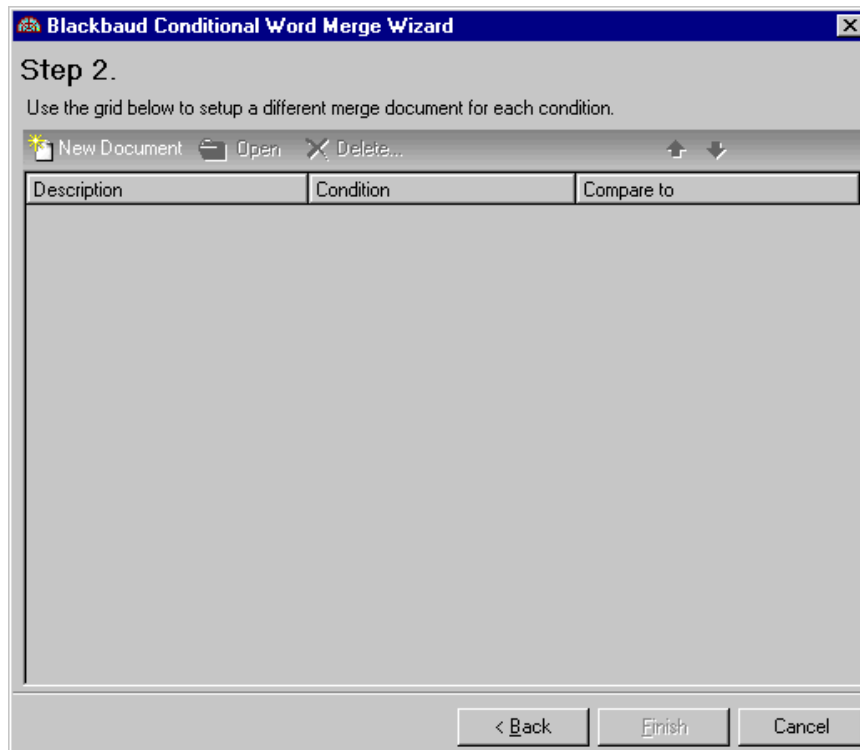 Blackbaud Conditional Word Merge Wizard
Step 2.
Use the grid below to setup a different merge document for each condition.
New Document Open Delete...
Description Condition Compare to
< Back Finish Cancel